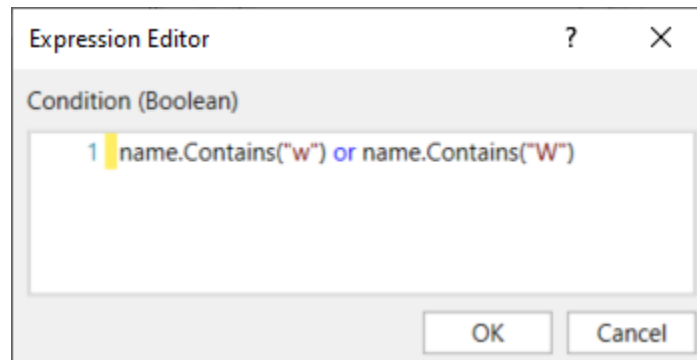 Expression Editor ? X
Condition (Boolean)
1 name.Contains("w") or name.Contains("W")
OK Cancel